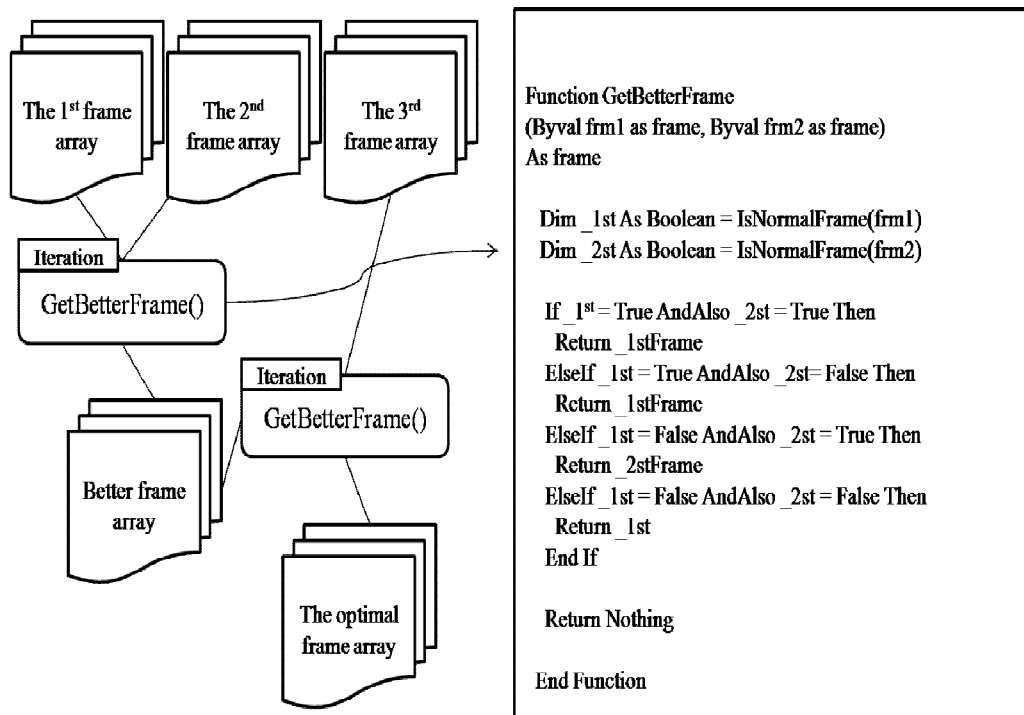 The 1st frame
array
The 2nd
frame array
The 3rd
frame array
Iteration
GetBetterFrame()
Iteration
GetBetterFrame()
Better frame
array
The optimal
frame array
Function GetBetterFrame
(Byval frm1 as frame, Byval frm2 as frame)
As frame
Dim _1st As Boolean = IsNormalFrame(frm1)
Dim _2st As Boolean = IsNormalFrame(frm2)
If _1st = True AndAlso _2st = True Then
Return _1stFrame
ElseIf _1st = True AndAlso _2st= False Then
Return _1stFrame
ElseIf _1st = False AndAlso _2st = True Then
Return _2stFrame
ElseIf _1st = False AndAlso _2st = False Then
Return _1st
End If
Return Nothing
End Function